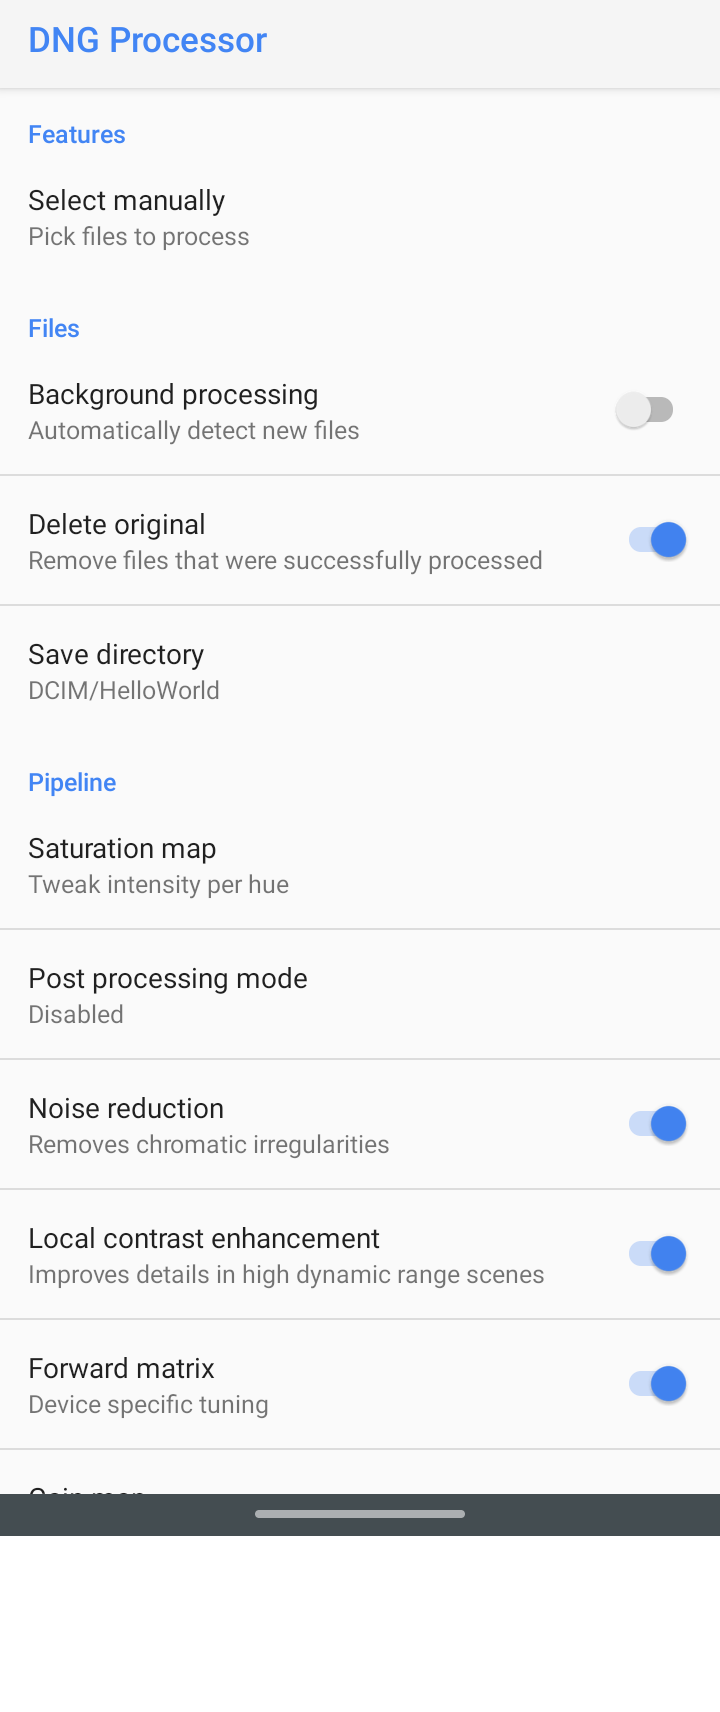 DNG Processor
Features
Select manually
Pick files to process
Files
Background processing
Automatically detect new files
Delete original
Remove files that were successfully processed
Save directory
DCIM/HelloWorld
Pipeline
Saturation map
Tweak intensity per hue
Post processing mode
Disabled
Noise reduction
Removes chromatic irregularities
Local contrast enhancement
Improves details in high dynamic range scenes
Forward matrix
Device specific tuning